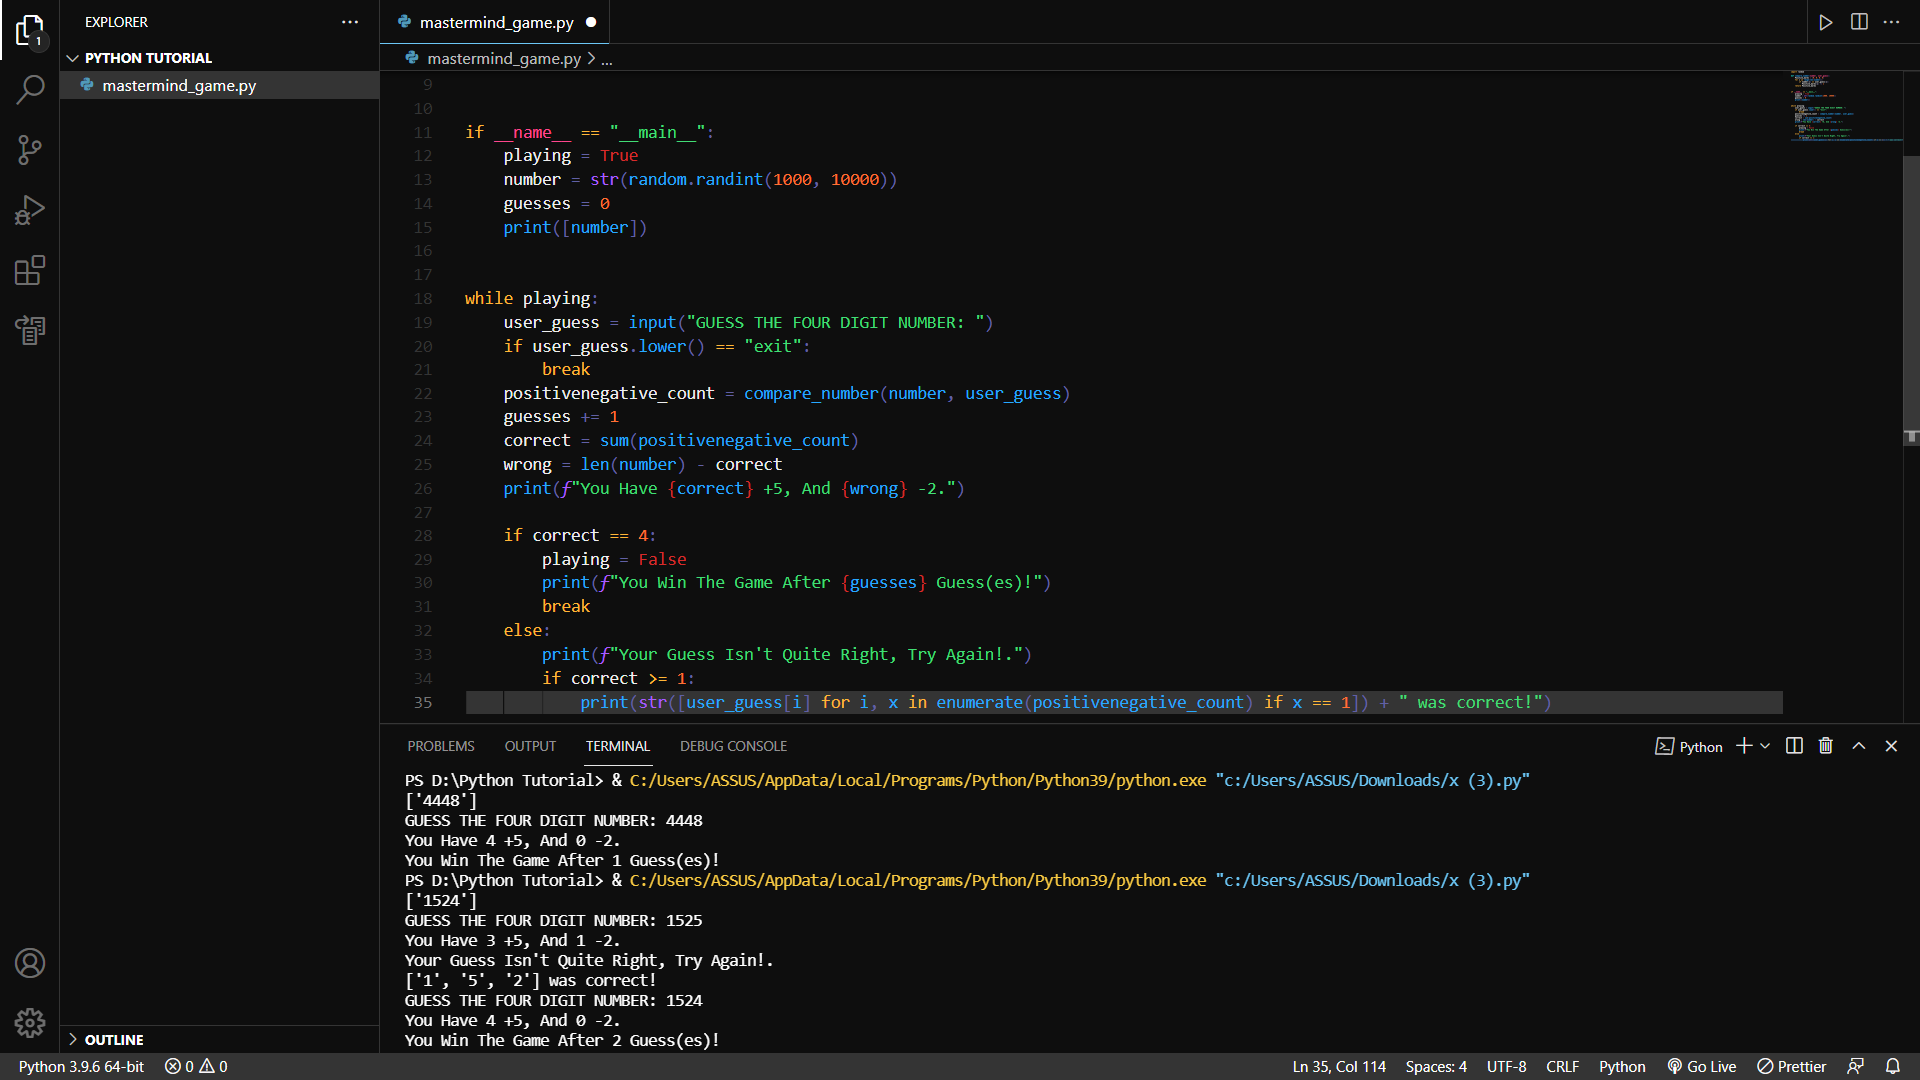 EXPLORER
PYTHON TUTORIAL
mastermind_game.py
1
mastermind_game.py
mastermind_game.py > ...
9
10
11 if __name__ == "__main__":
12     playing = True
13     number = str(random.randint(1000, 10000))
14     guesses = 0
15     print([number])
16
17
18 while playing:
19     user_guess = input("GUESS THE FOUR DIGIT NUMBER: ")
20     if user_guess.lower() == "exit":
21         break
22     positivenegative_count = compare_number(number, user_guess)
23     guesses += 1
24     correct = sum(positivenegative_count)
25     wrong = len(number) - correct
26     print(f"You Have {correct} +5, And {wrong} -2.")
27
28     if correct == 4:
29         playing = False
30         print(f"You Win The Game After {guesses} Guess(es)!")
31         break
32     else:
33         print(f"Your Guess Isn't Quite Right, Try Again!.")
34         if correct >= 1:
35             print(str([user_guess[i] for i, x in enumerate(positivenegative_count) if x == 1]) + " was correct!")
PROBLEMS OUTPUT TERMINAL DEBUG CONSOLE Python
PS D:\Python Tutorial> & C:/Users/ASSUS/AppData/Local/Programs/Python/Python39/python.exe "c:/Users/ASSUS/Downloads/x (3).py"
['4448']
GUESS THE FOUR DIGIT NUMBER: 4448
You Have 4 +5, And 0 -2.
You Win The Game After 1 Guess(es)!
PS D:\Python Tutorial> & C:/Users/ASSUS/AppData/Local/Programs/Python/Python39/python.exe "c:/Users/ASSUS/Downloads/x (3).py"
['1524']
GUESS THE FOUR DIGIT NUMBER: 1525
You Have 3 +5, And 1 -2.
Your Guess Isn't Quite Right, Try Again!.
['1', '5', '2'] was correct!
GUESS THE FOUR DIGIT NUMBER: 1524
You Have 4 +5, And 0 -2.
You Win The Game After 2 Guess(es)!
OUTLINE
Python 3.9.6 64-bit 0 0 Ln 35, Col 114 Spaces: 4 UTF-8 CRLF Python Go Live Prettier